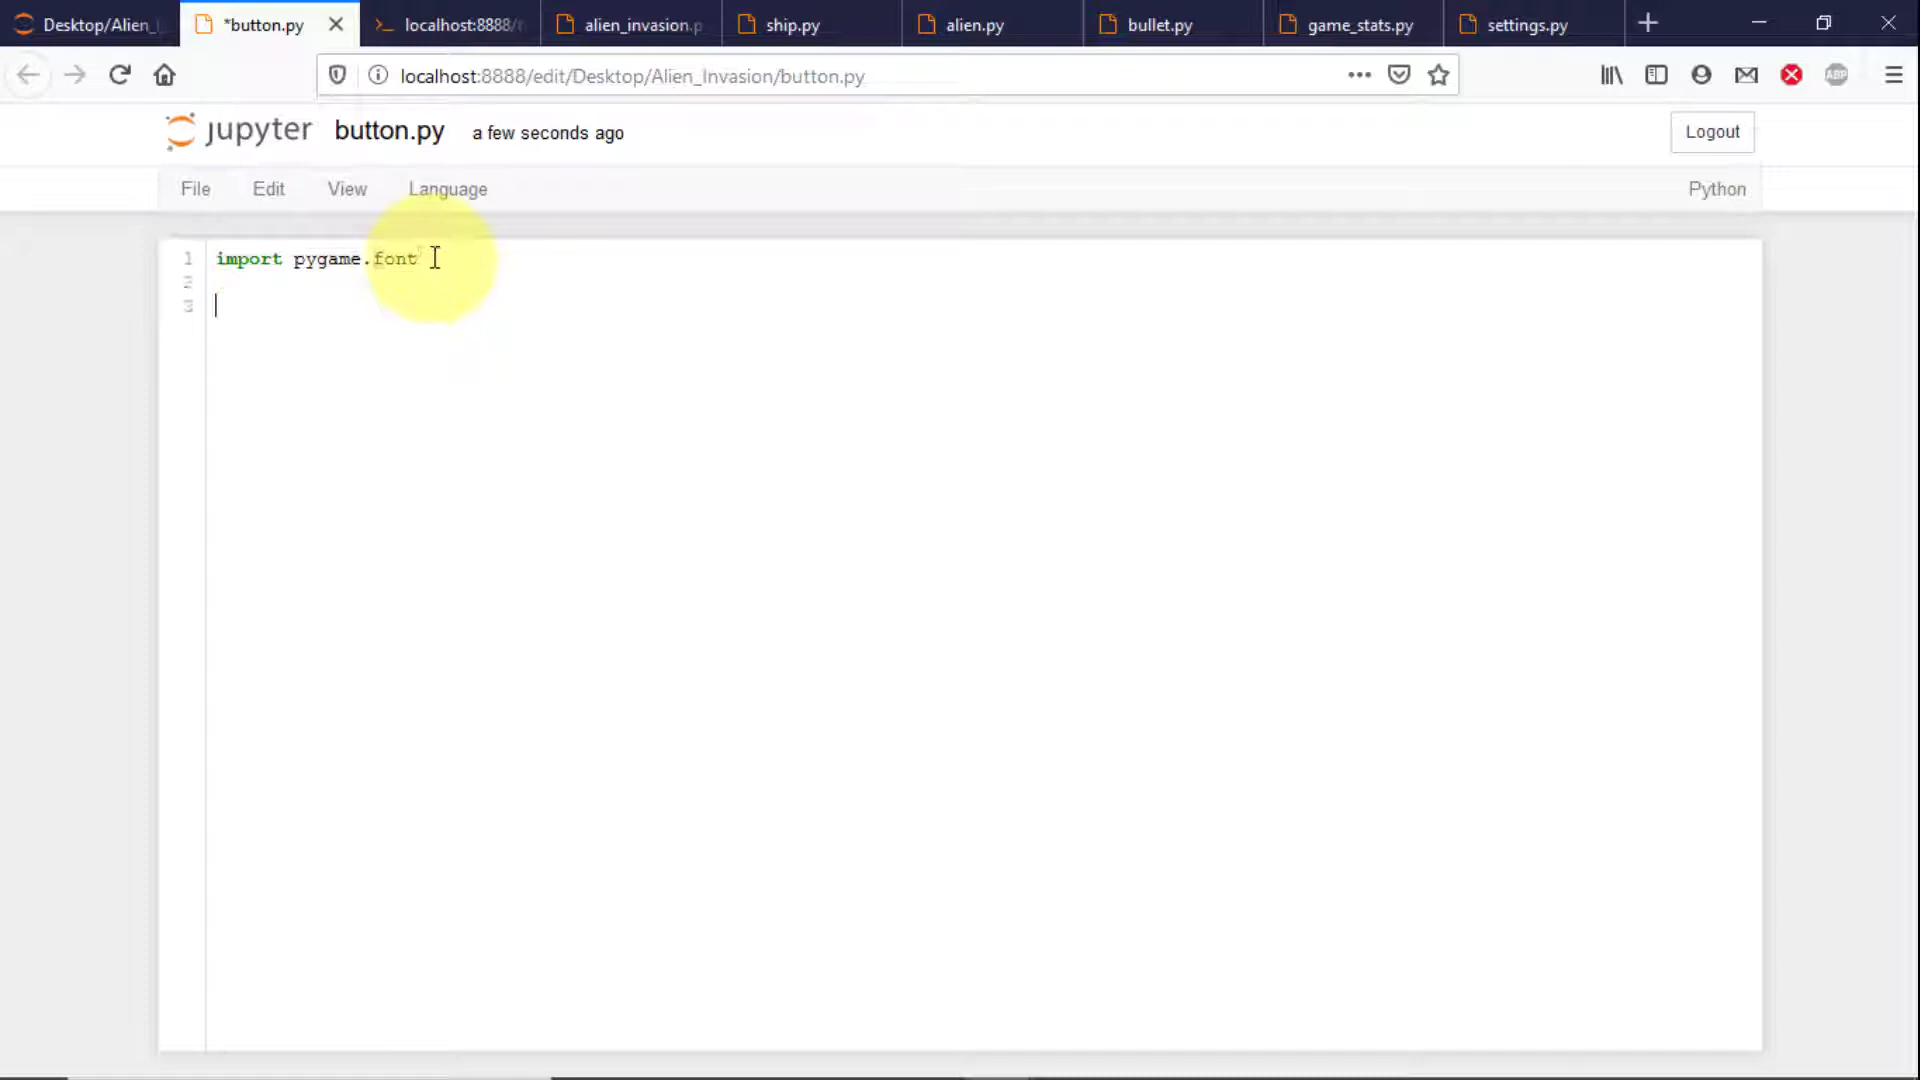 Desktop/Alien_I
*button.py
localhost:8888/
alien_invasion.p
ship.py
alien.py
bullet.py
game_stats.py
settings.py
localhost:8888/edit/Desktop/Alien_Invasion/button.py
ABP
jupyter button.py a few seconds ago
Logout
File Edit View Language
Python
1 import pygame.font
2
3